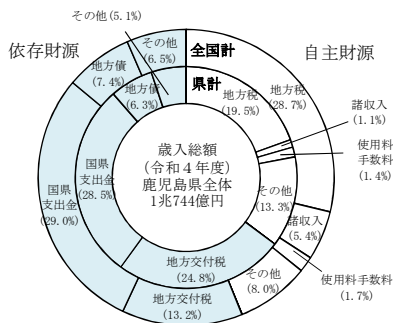 その他(5.1%)
依存財源
自主財源
その他
(6.5%)
全国計
県計
地方債
(7.4%)
地方債
(6.3%)
地方税
(19.5%)
地方税
(28.7%)
諸収入
(1.1%)
使用料
手数料
(1.4%)
歳入総額
(令和4年度)
鹿児島県全体
1兆744億円
国県
支出金
(29.0%)
国県
支出金
(28.5%)
その他
(13.3%)
諸収入
(5.4%)
地方交付税
(24.8%)
地方交付税
(13.2%)
その他
(8.0%)
使用料手数料
(1.7%)